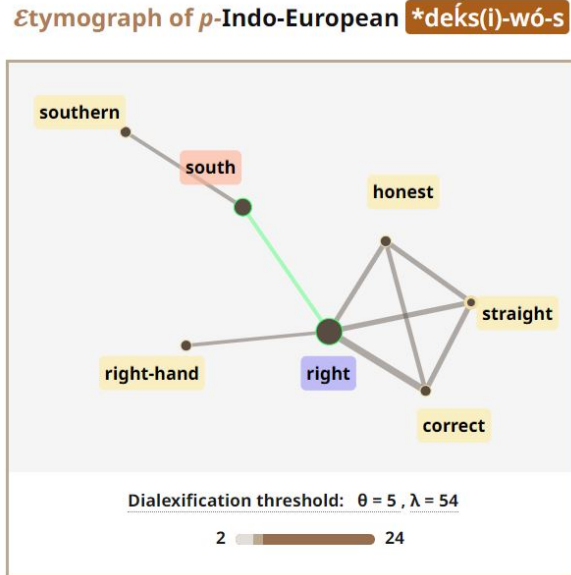 Ɛtymograph of p-Indo-European *deḱs(i)-wó-s
southern
south
honest
straight
right-hand
right
correct
Dialexification threshold: θ = 5 , λ = 54
2 24